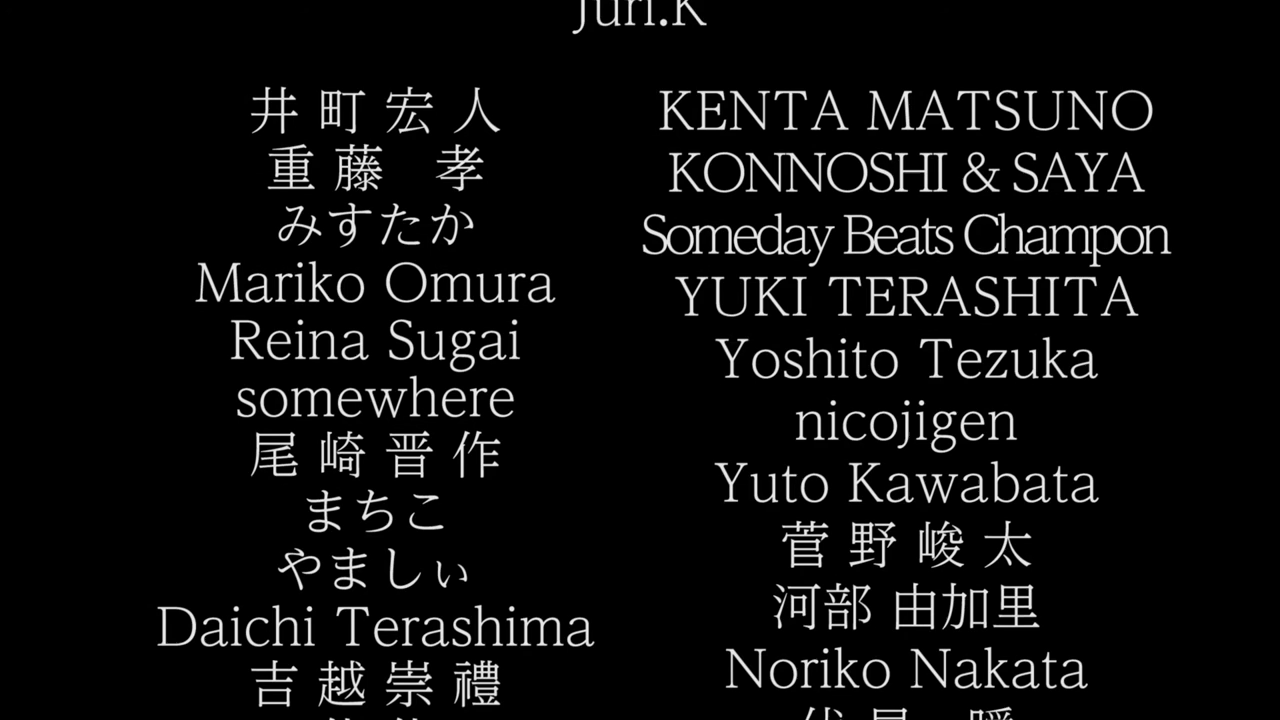 Juri.K
井町宏人
重藤　孝
みすたか
Mariko Omura
Reina Sugai
somewhere
尾崎晋作
まちこ
やましぃ
Daichi Terashima
吉越崇禮
KENTA MATSUNO
KONNOSHI & SAYA
Someday Beats Champon
YUKI TERASHITA
Yoshito Tezuka
nicojigen
Yuto Kawabata
菅野峻太
河部 由加里
Noriko Nakata